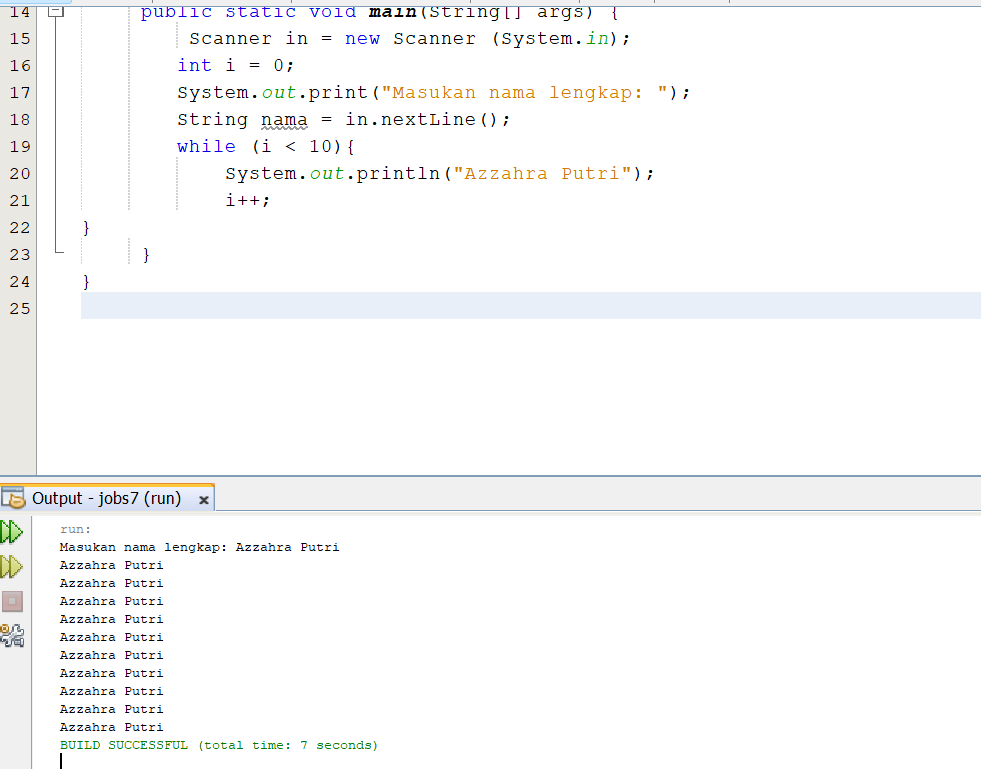 14 public static void main(String[] args) {
15 Scanner in = new Scanner (System.in);
16 int i = 0;
17 System.out.print("Masukan nama lengkap: ");
18 String nama = in.nextLine();
19 while (i < 10){
20 System.out.println("Azzahra Putri");
21 i++;
22 }
23 }
24 }
25
Output - jobs7 (run) ×
run:
Masukan nama lengkap: Azzahra Putri
Azzahra Putri
Azzahra Putri
Azzahra Putri
Azzahra Putri
Azzahra Putri
Azzahra Putri
Azzahra Putri
Azzahra Putri
Azzahra Putri
Azzahra Putri
BUILD SUCCESSFUL (total time: 7 seconds)